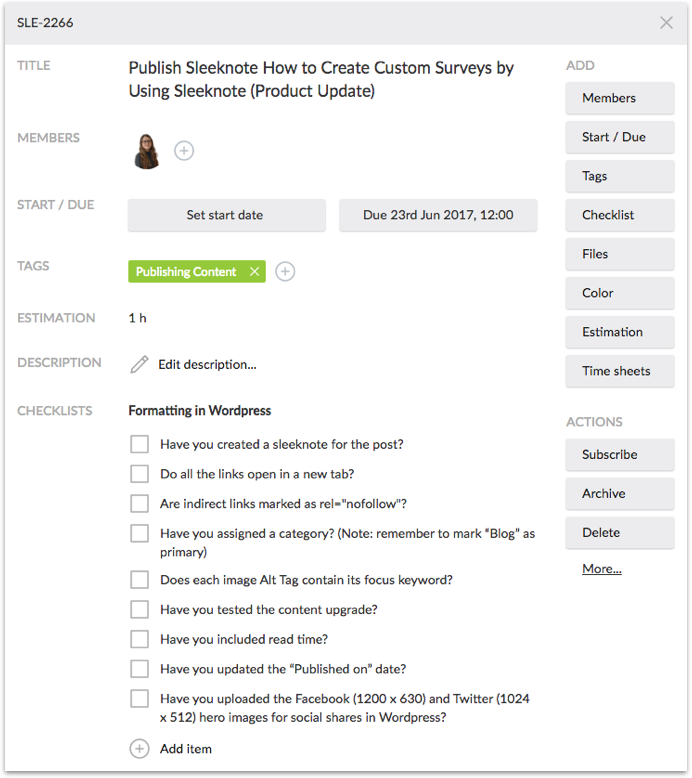 SLE-2266
TITLE
Publish Sleeknote How to Create Custom Surveys by
Using Sleeknote (Product Update)
MEMBERS
START / DUE
Set start date
Due 23rd Jun 2017, 12:00
TAGS
Publishing Content
ESTIMATION
1 h
DESCRIPTION
Edit description...
CHECKLISTS
Formatting in Wordpress
Have you created a sleeknote for the post?
Do all the links open in a new tab?
Are indirect links marked as rel="nofollow"?
Have you assigned a category? (Note: remember to mark “Blog” as
primary)
Does each image Alt Tag contain its focus keyword?
Have you tested the content upgrade?
Have you included read time?
Have you updated the “Published on” date?
Have you uploaded the Facebook (1200 x 630) and Twitter (1024
x 512) hero images for social shares in Wordpress?
Add item
ADD
Members
Start / Due
Tags
Checklist
Files
Color
Estimation
Time sheets
ACTIONS
Subscribe
Archive
Delete
More...